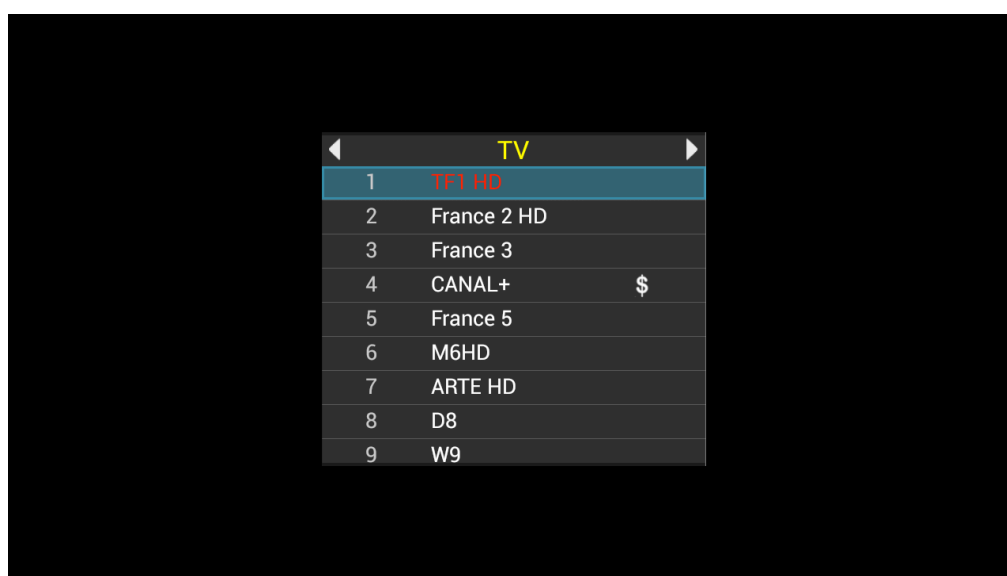 TV
1 TF1 HD
2 France 2 HD
3 France 3
4 CANAL+ $
5 France 5
6 M6HD
7 ARTE HD
8 D8
9 W9